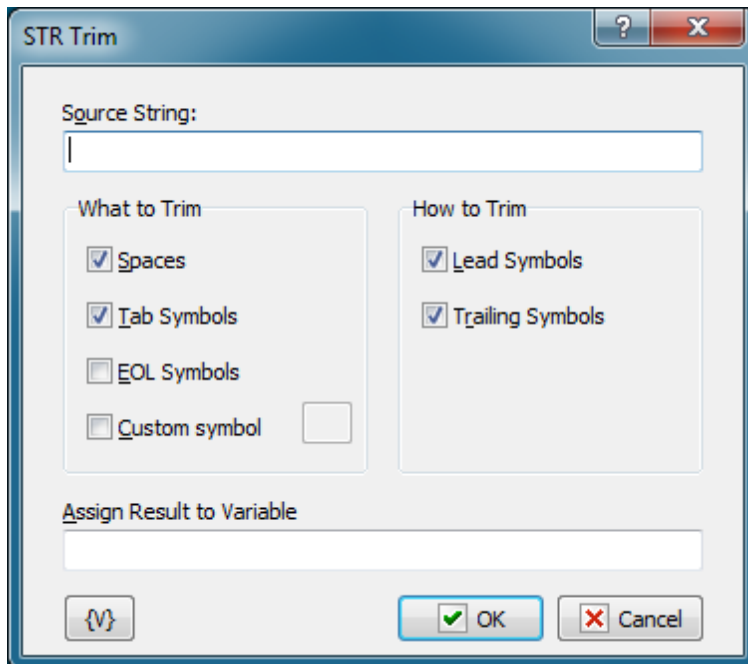 STR Trim
?
Source String:
What to Trim
How to Trim
Spaces
Lead Symbols
Tab Symbols
Trailing Symbols
EOL Symbols
Custom symbol
Assign Result to Variable
{V}
OK
Cancel